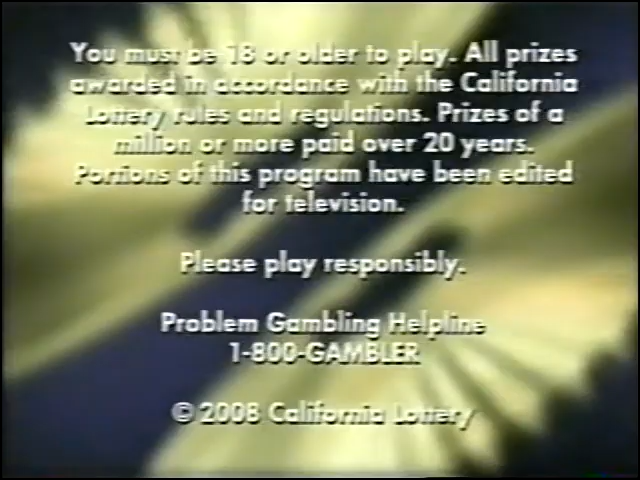 You must be 18 or older to play. All prizes
awarded in accordance with the California
Lottery rules and regulations. Prizes of a
million or more paid over 20 years.
Portions of this program have been edited
for television.
Please play responsibly.
Problem Gambling Helpline
1-800-GAMBLER
© 2008 California Lottery